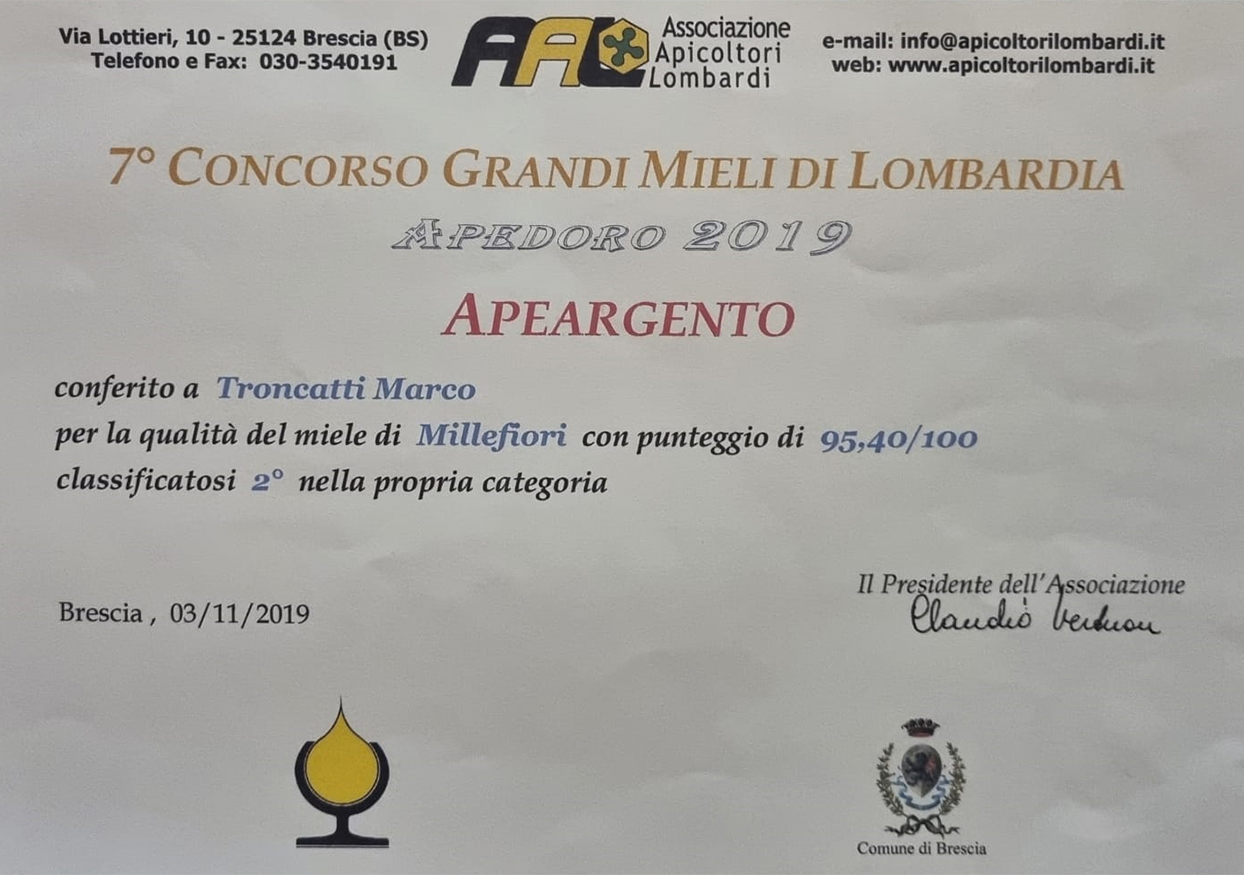 Via Lottieri, 10 - 25124 Brescia (BS)
Telefono e Fax: 030-3540191
AAL
Associazione
Apicoltori
Lombardi
e-mail: info@apicoltorilombardi.it
web: www.apicoltorilombardi.it
7° CONCORSO GRANDI MIELI DI LOMBARDIA
APEDORO 2019
APEARGENTO
conferito a Troncatti Marco
per la qualità del miele di Millefiori con punteggio di 95,40/100
classificatosi 2° nella propria categoria
Brescia , 03/11/2019
Il Presidente dell'Associazione
Claudio
Comune di Brescia